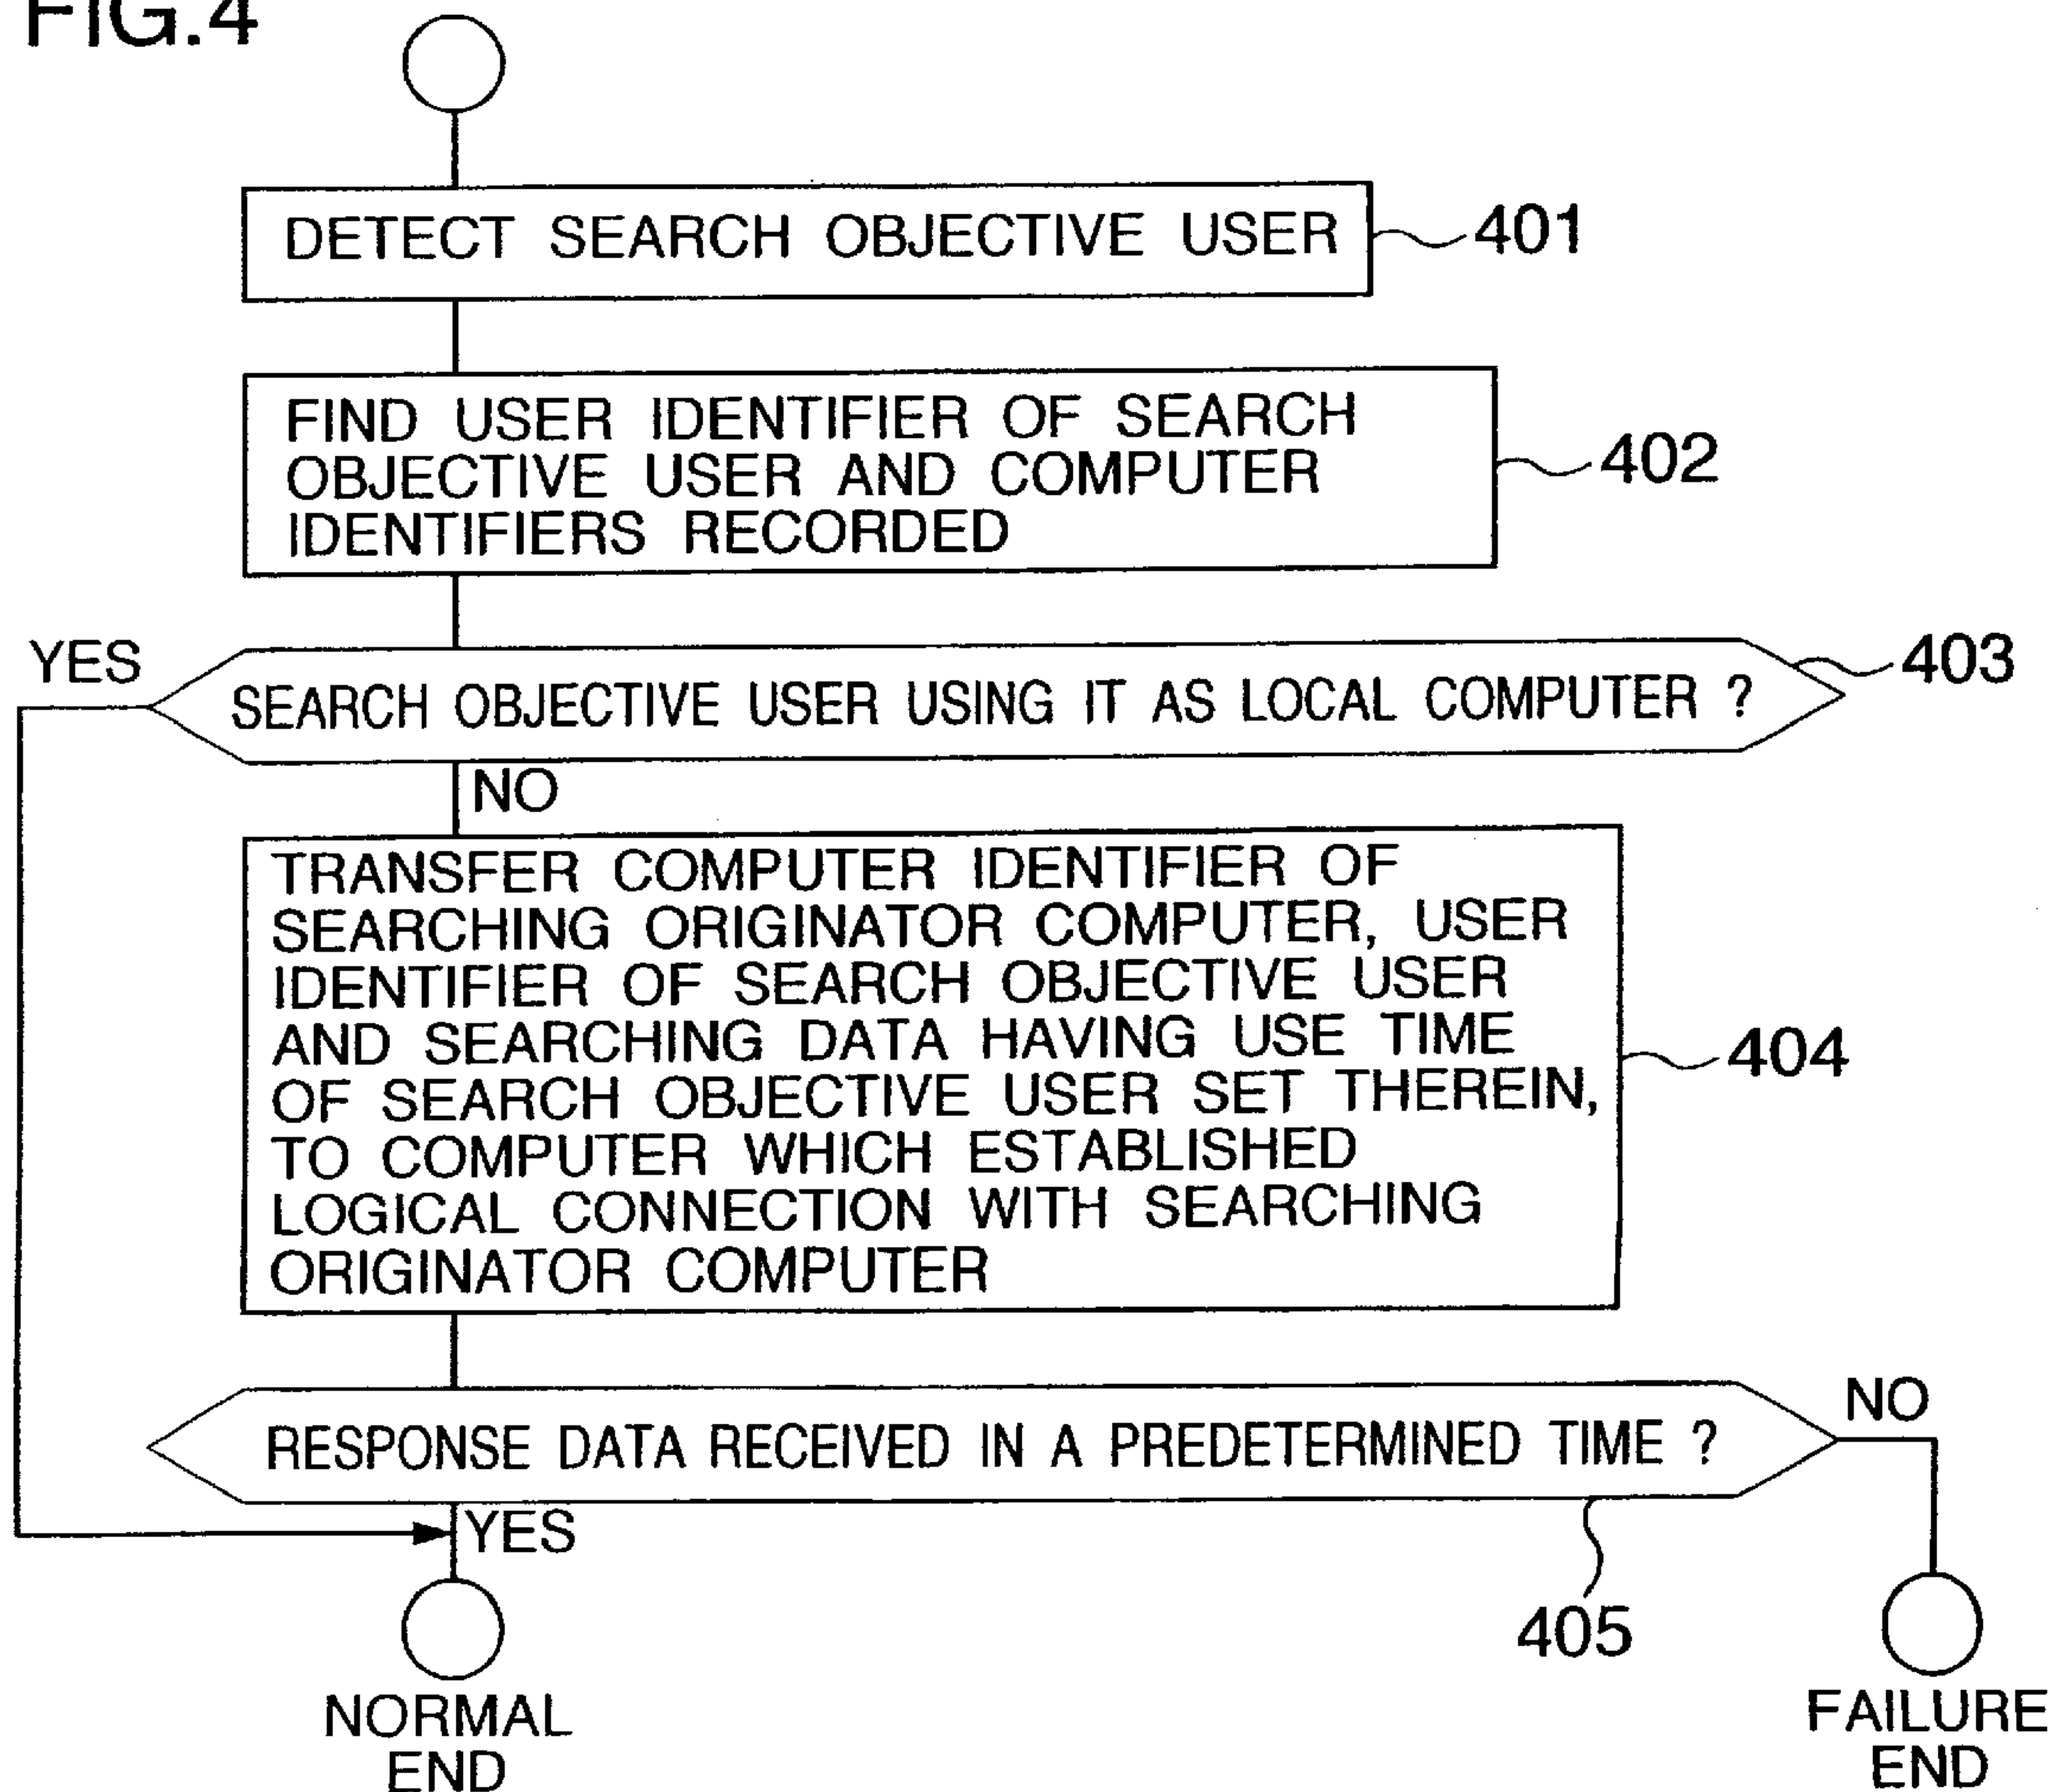 FIG.4
DETECT SEARCH OBJECTIVE USER
401
FIND USER IDENTIFIER OF SEARCH
OBJECTIVE USER AND COMPUTER
IDENTIFIERS RECORDED
402
YES
SEARCH OBJECTIVE USER USING IT AS LOCAL COMPUTER ?
403
NO
TRANSFER COMPUTER IDENTIFIER OF
SEARCHING ORIGINATOR COMPUTER, USER
IDENTIFIER OF SEARCH OBJECTIVE USER
AND SEARCHING DATA HAVING USE TIME
OF SEARCH OBJECTIVE USER SET THEREIN,
TO COMPUTER WHICH ESTABLISHED
LOGICAL CONNECTION WITH SEARCHING
ORIGINATOR COMPUTER
404
RESPONSE DATA RECEIVED IN A PREDETERMINED TIME ?
NO
YES
405
NORMAL
END
FAILURE
END